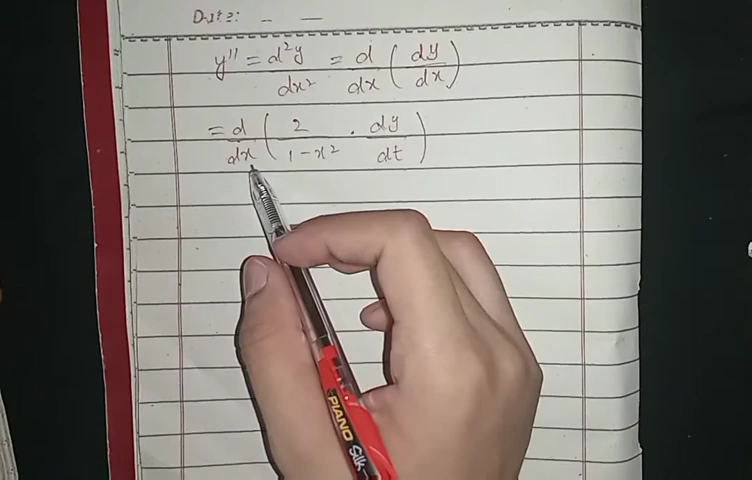 Date:
y'' = d²y/dx² = d/dx (dy/dx)
= d/dx (2/1-x² . dy/dt)
PIANO Silk